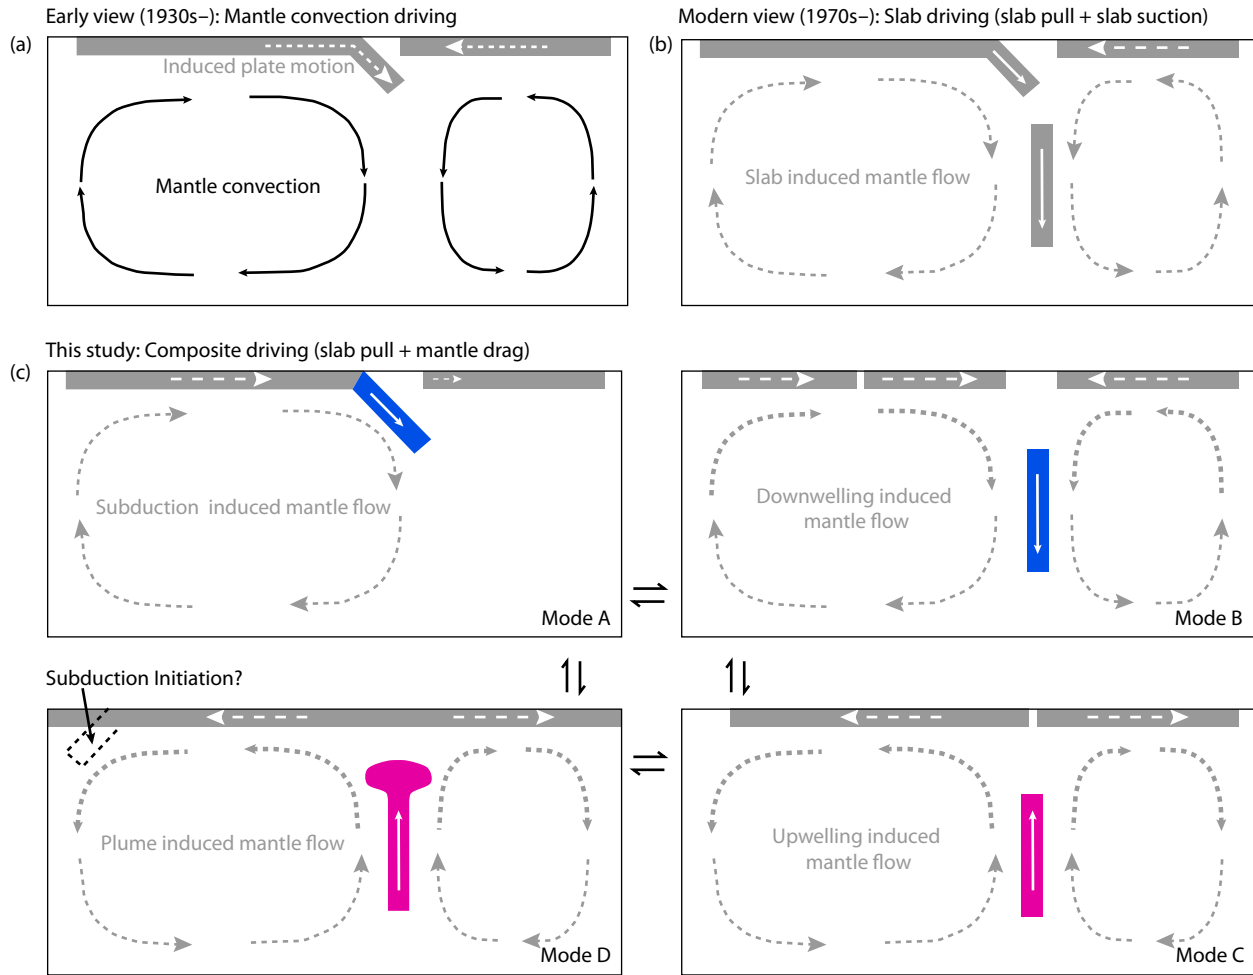 Early view (1930s–): Mantle convection driving
Modern view (1970s–): Slab driving (slab pull + slab suction)
(a)
Induced plate motion
Mantle convection
(b)
Slab induced mantle flow
This study: Composite driving (slab pull + mantle drag)
(c)
Subduction induced mantle flow
Mode A
Downwelling induced
mantle flow
Mode B
Subduction Initiation?
Plume induced mantle flow
Mode D
Upwelling induced
mantle flow
Mode C